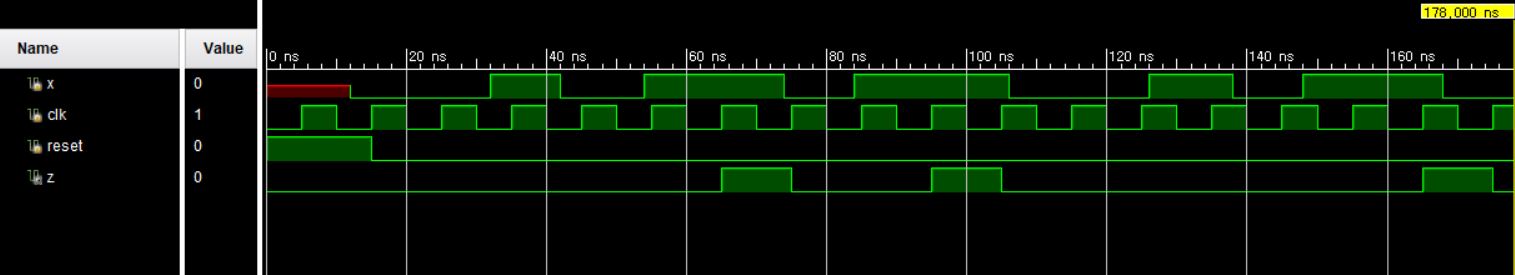 178,000 ns
Name Value
0 ns 20 ns 40 ns 60 ns 80 ns 100 ns 120 ns 140 ns 160 ns
x 0
clk 1
reset 0
z 0